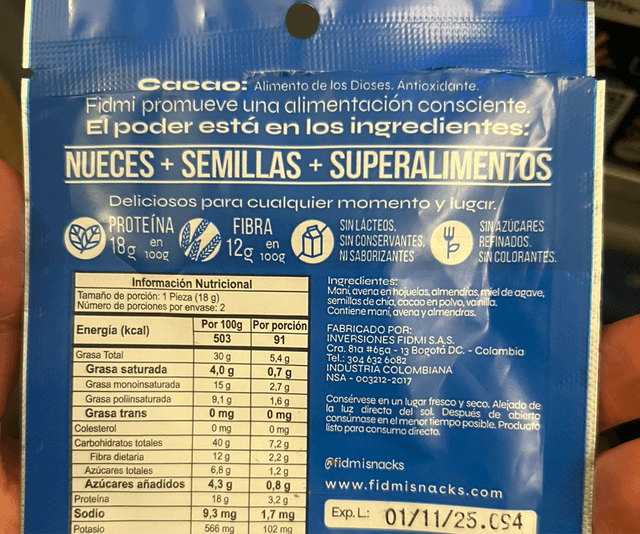 Cacao: Alimento de los Dioses. Antioxidante.
Fidmi promueve una alimentación consciente.
El poder está en los ingredientes:
NUECES + SEMILLAS + SUPERALIMENTOS
Deliciosos para cualquier momento y lugar.
PROTEÍNA
18g en 100g
FIBRA
12g en 100g
SIN LÁCTEOS,
SIN CONSERVANTES,
NI SABORIZANTES
SIN AZÚCARES
REFINADOS.
SIN COLORANTES.
Información Nutricional
Tamaño de porción: 1 Pieza (18 g)
Número de porciones por envase: 2
Energía (kcal) Por 100g Por porción
503 91
Grasa Total 30 g 5,4 g
Grasa saturada 4,0 g 0,7 g
Grasa monoinsaturada 15 g 2,7 g
Grasa poliinsaturada 9,1 g 1,6 g
Grasa trans 0 mg 0 mg
Colesterol 0 mg 0 mg
Carbohidratos totales 40 g 7,2 g
Fibra dietaria 12 g 2,2 g
Azúcares totales 6,8 g 1,2 g
Azúcares añadidos 4,3 g 0,8 g
Proteína 18 g 3,2 g
Sodio 9,3 mg 1,7 mg
Potasio 566 mg 102 mg
Ingredientes:
Maní, avena en hojuelas, almendras, miel de agave,
semillas de chía, cacao en polvo, vainilla.
Contiene maní, avena y almendras.
FABRICADO POR:
INVERSIONES FIDMI S.A.S.
Cra. 81a #65a - 13 Bogotá DC. - Colombia
Tel.: 304 632 6082
INDUSTRIA COLOMBIANA
NSA - 003212-2017
Consérvese en un lugar fresco y seco. Alejado de
la luz directa del sol. Después de abierto
consúmase en el menor tiempo posible. Producto
listo para consumo directo.
@fidmisnacks
www.fidmisnacks.com
Exp. L.: 01/11/25.C94